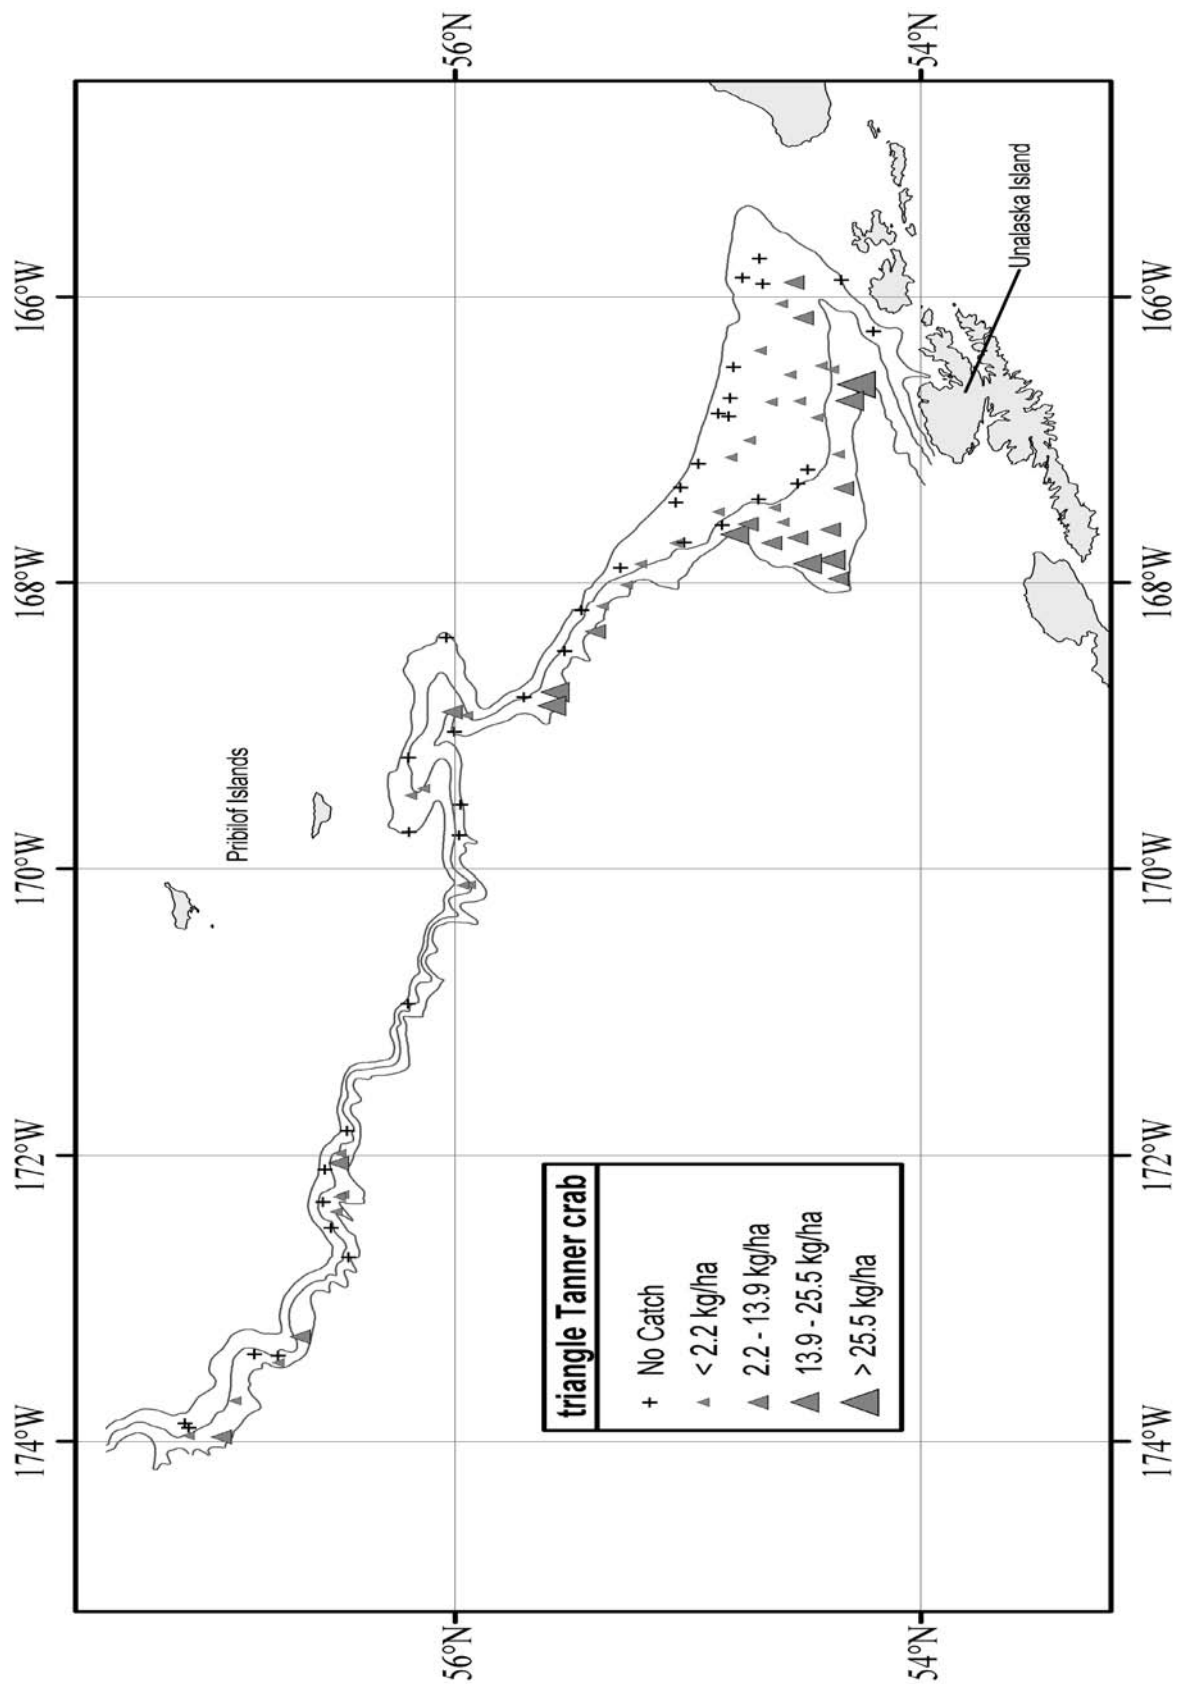 174°W
172°W
170°W
168°W
166°W
56°N
56°N
54°N
54°N
Pribilof Islands
Unalaska Island
triangle Tanner crab
No Catch
< 2.2 kg/ha
2.2 - 13.9 kg/ha
13.9 - 25.5 kg/ha
> 25.5 kg/ha
174°W
172°W
170°W
168°W
166°W